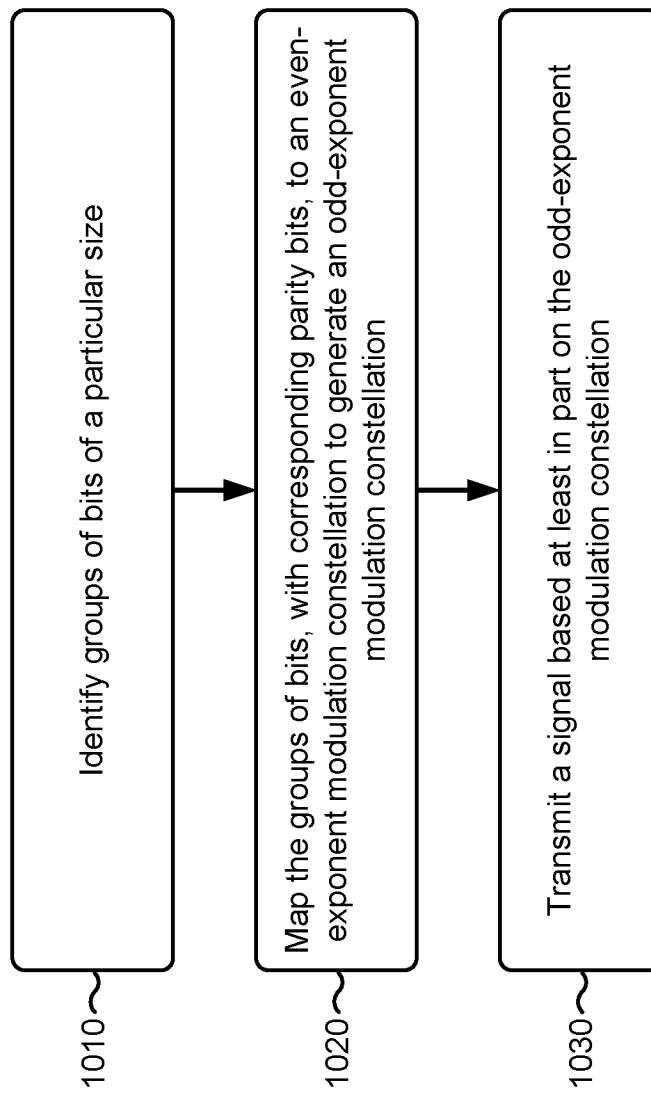 1010
Identify groups of bits of a particular size
1020
Map the groups of bits, with corresponding parity bits, to an even-
exponent modulation constellation to generate an odd-exponent
modulation constellation
1030
Transmit a signal based at least in part on the odd-exponent
modulation constellation